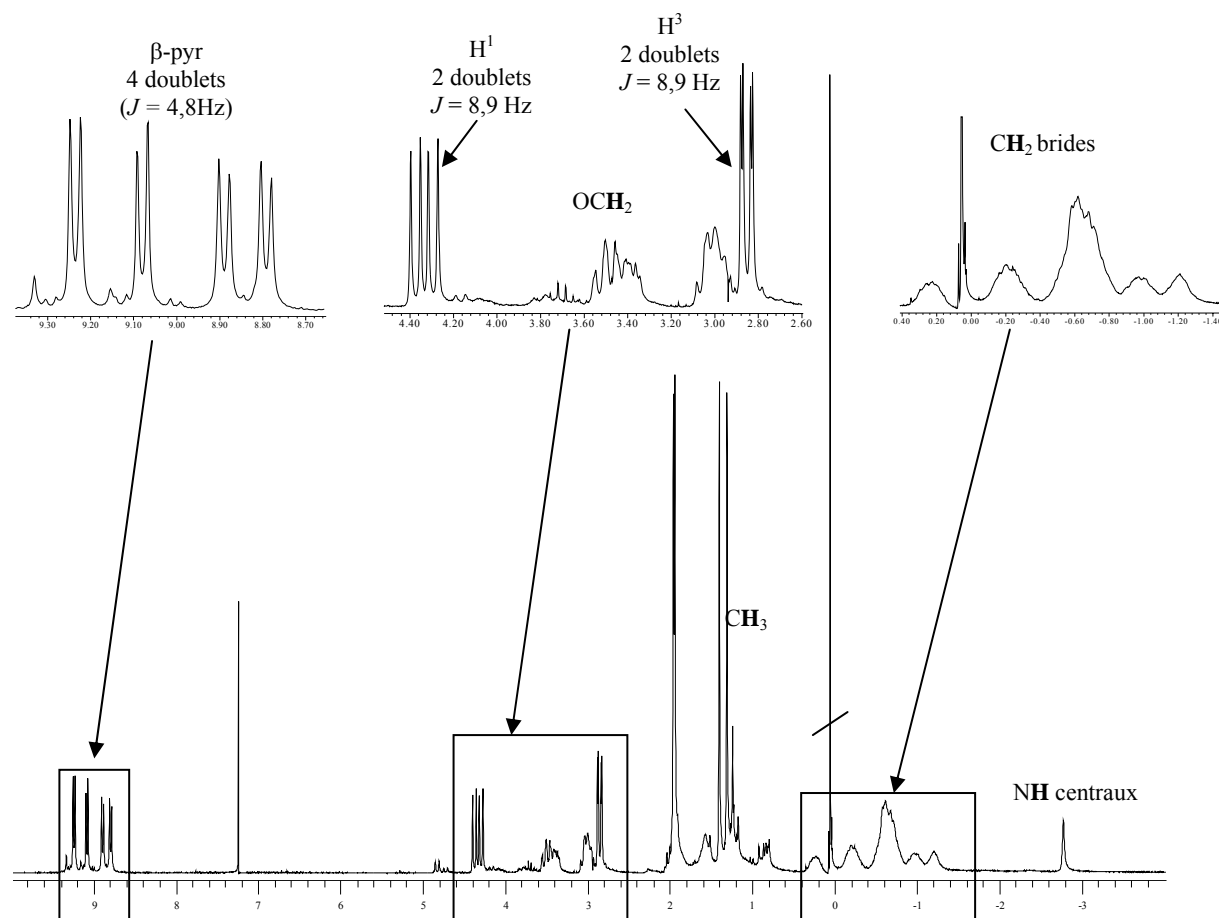 β-pyr
4 doublets
(J = 4,8Hz)
H¹
2 doublets
J = 8,9 Hz
H³
2 doublets
J = 8,9 Hz
OCH₂
CH₂ brides
9.30 9.20 9.10 9.00 8.90 8.80 8.70
4.40 4.20 4.00 3.80 3.60 3.40 3.20 3.00 2.80 2.60
0.40 0.20 0.00 -0.20 -0.40 -0.60 -0.80 -1.00 -1.20 -1.40
CH₃
NH centraux
9 8 7 6 5 4 3 2 1 0 -1 -2 -3